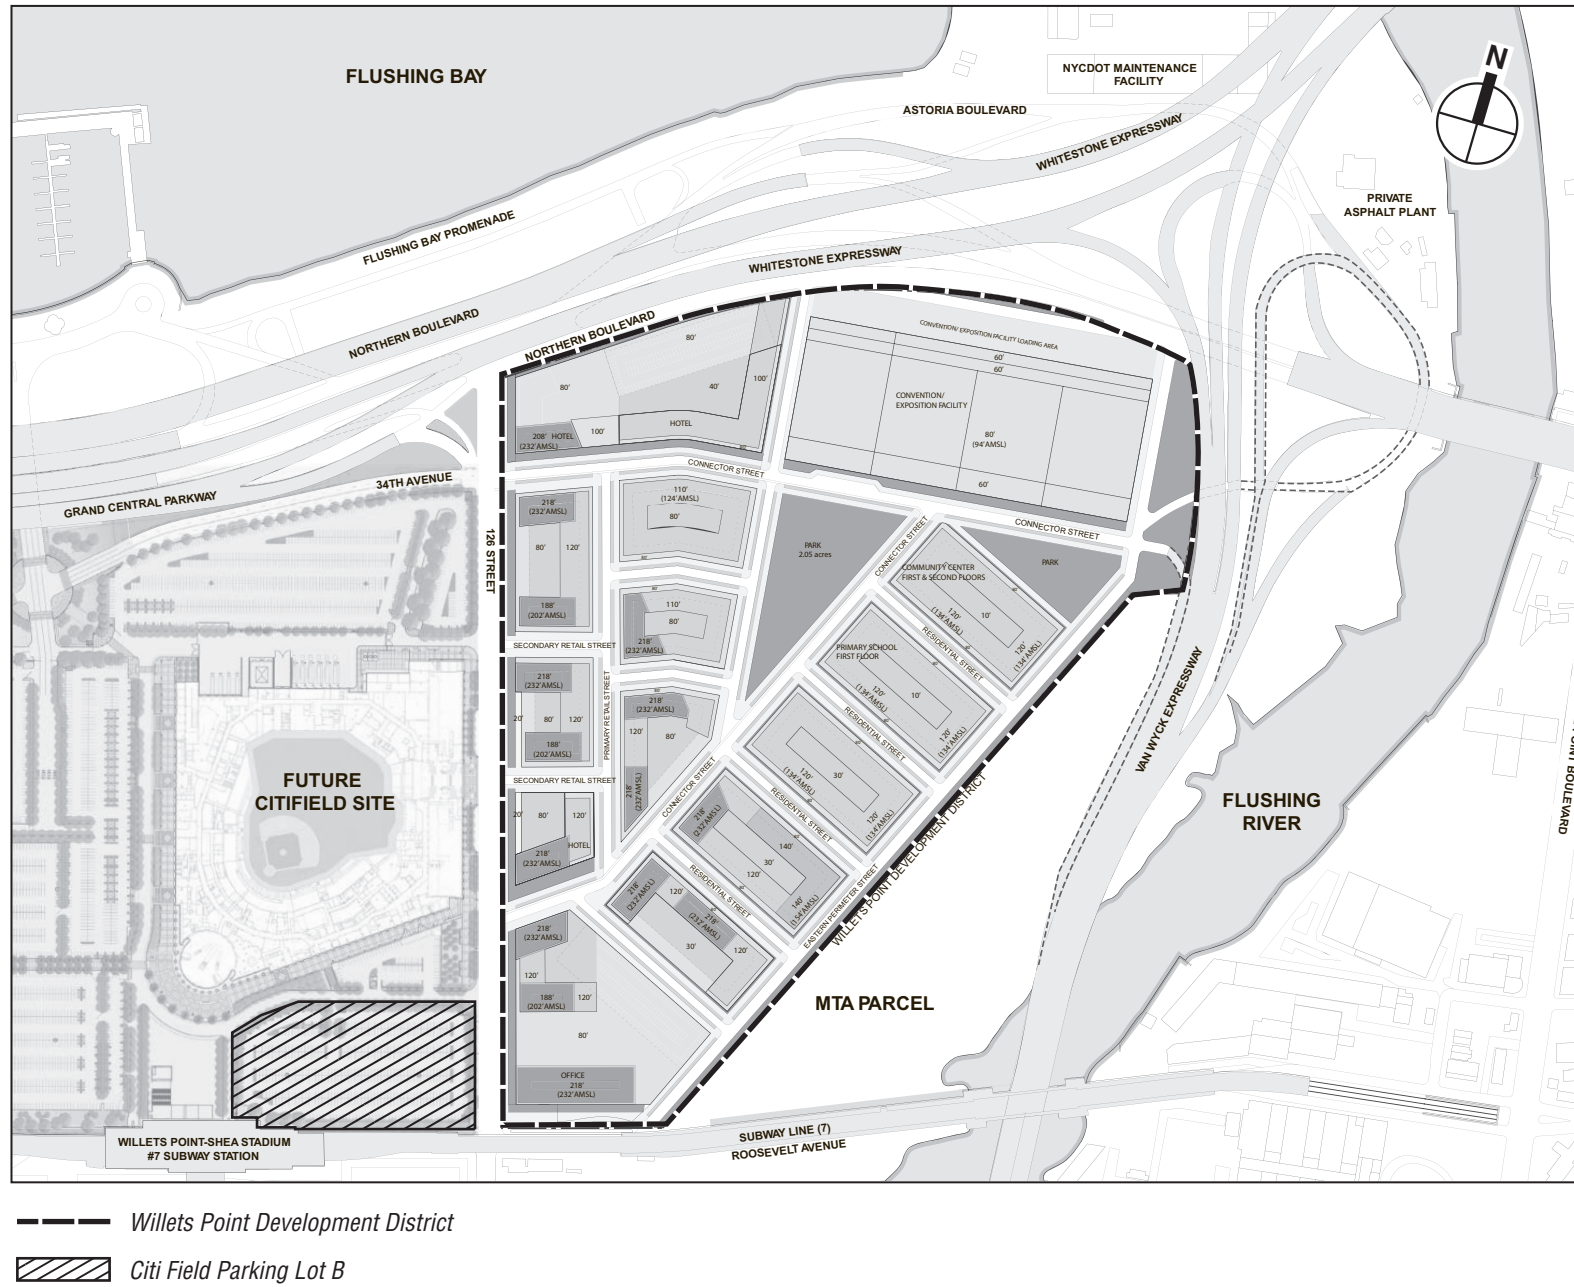 FLUSHING BAY
NYCDOT MAINTENANCE
FACILITY
N
ASTORIA BOULEVARD
WHITESTONE EXPRESSWAY
PRIVATE
ASPHALT PLANT
FLUSHING BAY PROMENADE
WHITESTONE EXPRESSWAY
NORTHERN BOULEVARD
NORTHERN BOULEVARD
CONVENTION/ EXPOSITION FACILITY LOADING AREA
80'
60'
60'
80'
40'
100'
CONVENTION/
EXPOSITION FACILITY
HOTEL
100'
208' HOTEL
(232'AMSL)
80'
(94'AMSL)
60'
CONNECTOR STREET
34TH AVENUE
GRAND CENTRAL PARKWAY
126 STREET
218'
(232'AMSL)
110'
(124'AMSL)
80'
80'
120'
PARK
2.05 acres
CONNECTOR STREET
CONNECTOR STREET
PARK
COMMUNITY CENTER
FIRST & SECOND FLOORS
188'
(202'AMSL)
110'
80'
218'
(232'AMSL)
120'
(134'AMSL)
10'
120'
(134'AMSL)
SECONDARY RETAIL STREET
RESIDENTIAL STREET
PRIMARY SCHOOL
FIRST FLOOR
218'
(232'AMSL)
120'
(134'AMSL)
10'
120'
(134'AMSL)
PRIMARY RETAIL STREET
218'
(232'AMSL)
20'
80'
120'
120'
80'
188'
(202'AMSL)
RESIDENTIAL STREET
VAN WYCK EXPRESSWAY
SECONDARY RETAIL STREET
218'
(232'AMSL)
CONNECTOR STREET
120'
(134'AMSL)
30'
120'
(134'AMSL)
FUTURE
CITIFIELD SITE
20'
80'
120'
HOTEL
218'
(232'AMSL)
218'
(232'AMSL)
RESIDENTIAL STREET
140'
30'
120'
140'
(154'AMSL)
FLUSHING
RIVER
WILLETS POINT DEVELOPMENT DISTRICT
EASTERN PERIMETER STREET
RESIDENTIAL STREET
218'
(232'AMSL)
120'
218'
(232'AMSL)
30'
120'
218'
(232'AMSL)
120'
188'
(202'AMSL)
120'
80'
MTA PARCEL
OFFICE
218'
(232'AMSL)
WILLETS POINT-SHEA STADIUM
#7 SUBWAY STATION
SUBWAY LINE (7)
ROOSEVELT AVENUE
POINT BOULEVARD
Willets Point Development District
Citi Field Parking Lot B